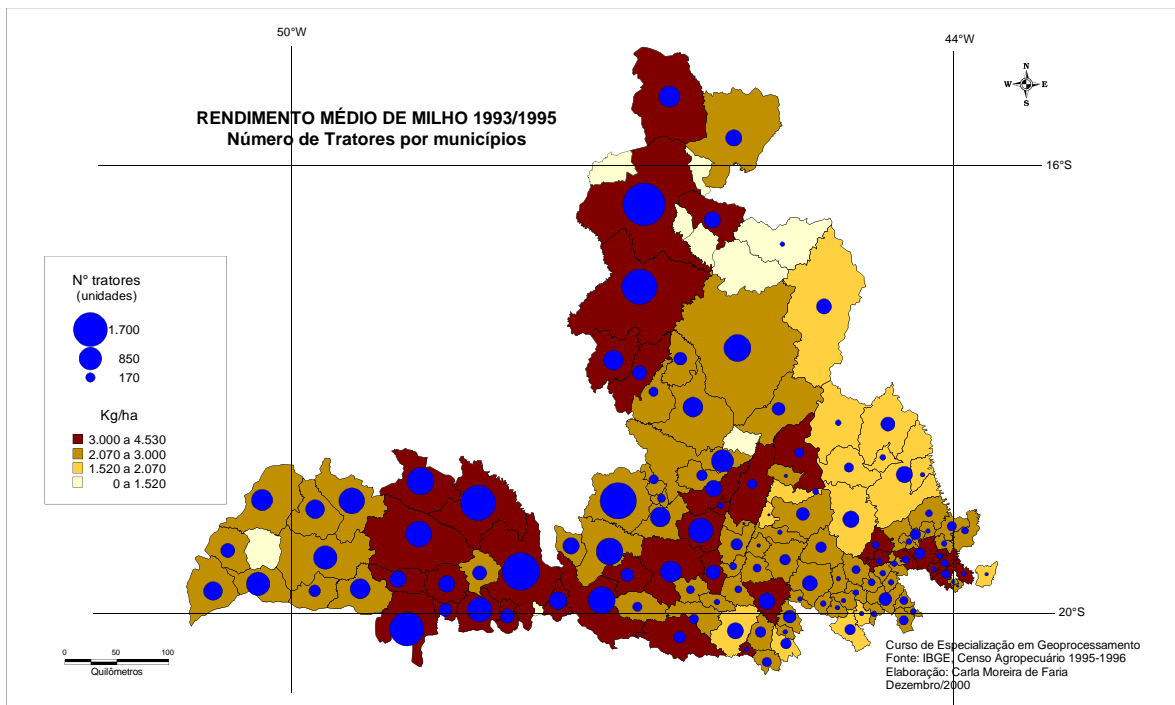 50°W
44°W
N
W E
S
RENDIMENTO MÉDIO DE MILHO 1993/1995
Número de Tratores por municípios
16°S
N° tratores
(unidades)
1.700
850
170
Kg/ha
3.000 a 4.530
2.070 a 3.000
1.520 a 2.070
0 a 1.520
20°S
0 50 100
Quilômetros
Curso de Especialização em Geoprocessamento
Fonte: IBGE, Censo Agropecuário 1995-1996
Elaboração: Carla Moreira de Faria
Dezembro/2000